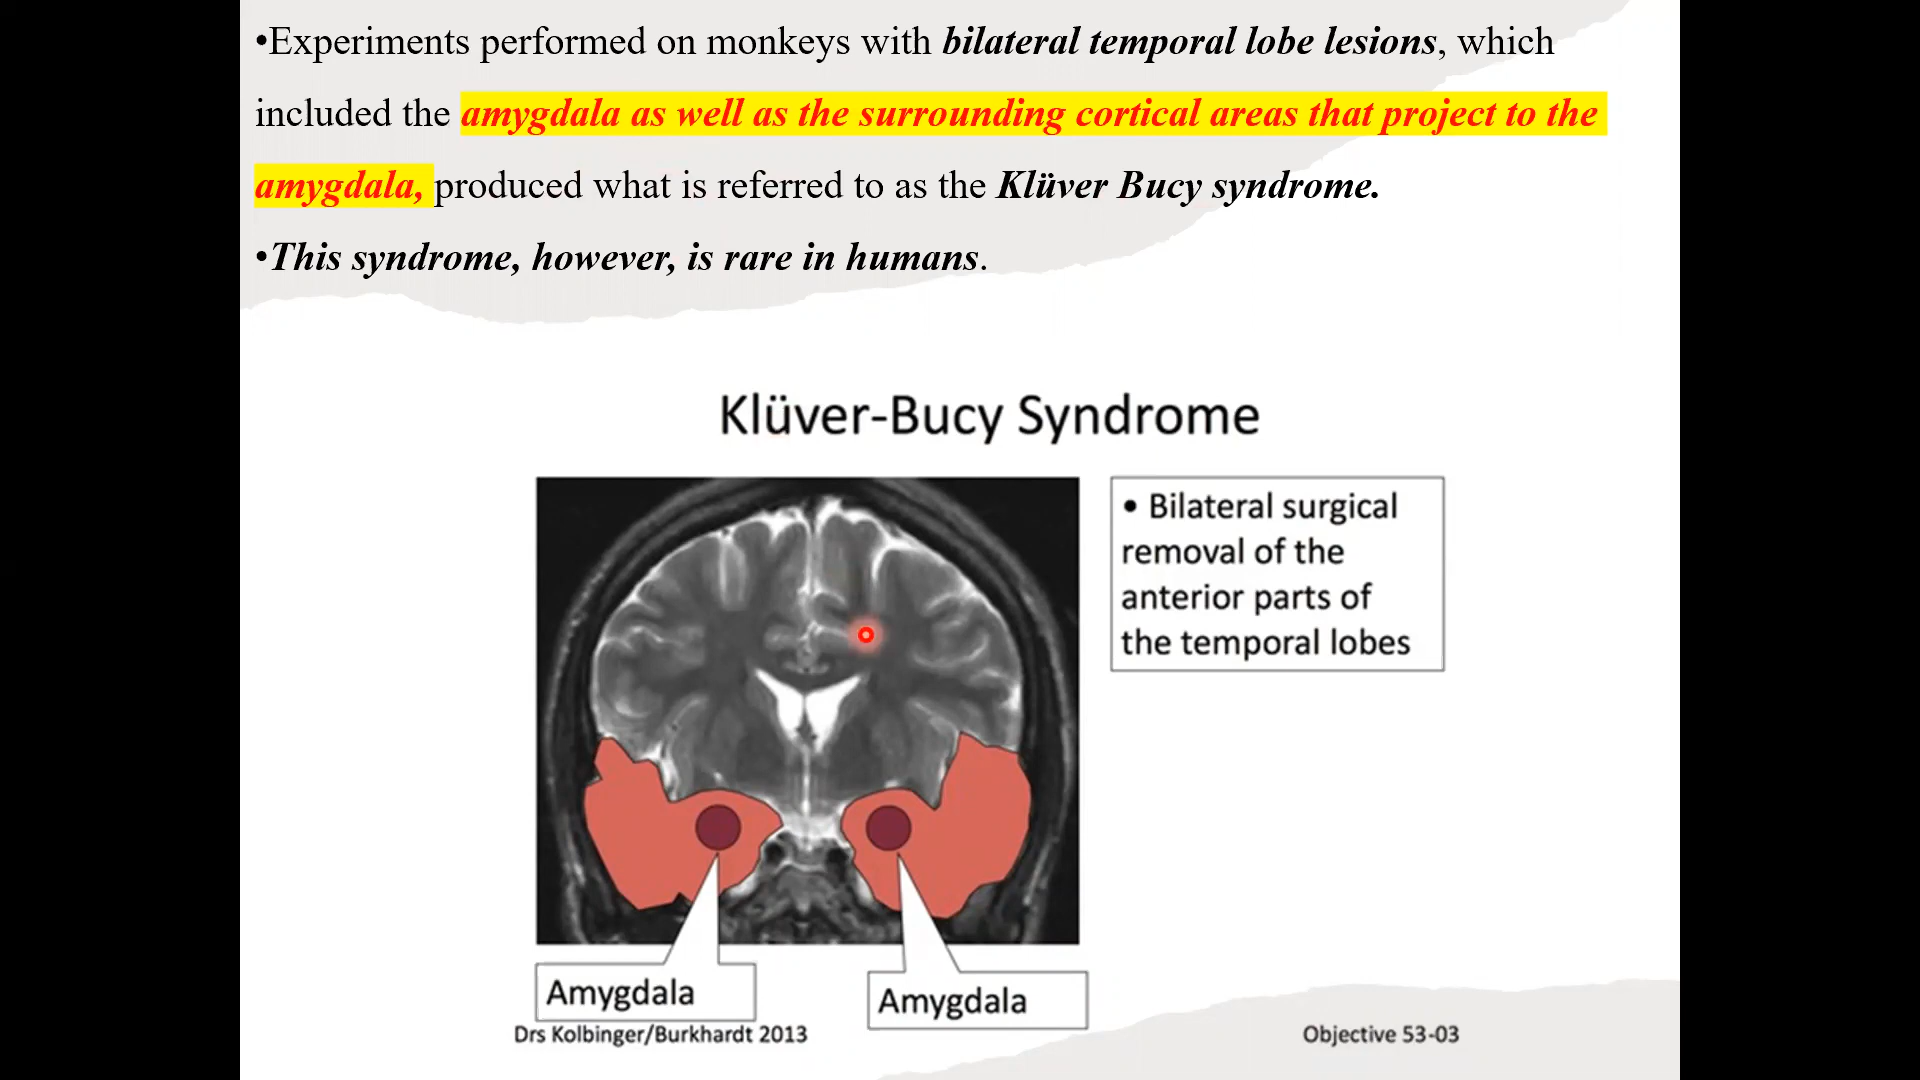 •Experiments performed on monkeys with bilateral temporal lobe lesions, which
included the amygdala as well as the surrounding cortical areas that project to the
amygdala, produced what is referred to as the Klüver Bucy syndrome.
•This syndrome, however, is rare in humans.
Klüver-Bucy Syndrome
• Bilateral surgical
removal of the
anterior parts of
the temporal lobes
Amygdala
Amygdala
Drs Kolbinger/Burkhardt 2013
Objective 53-03